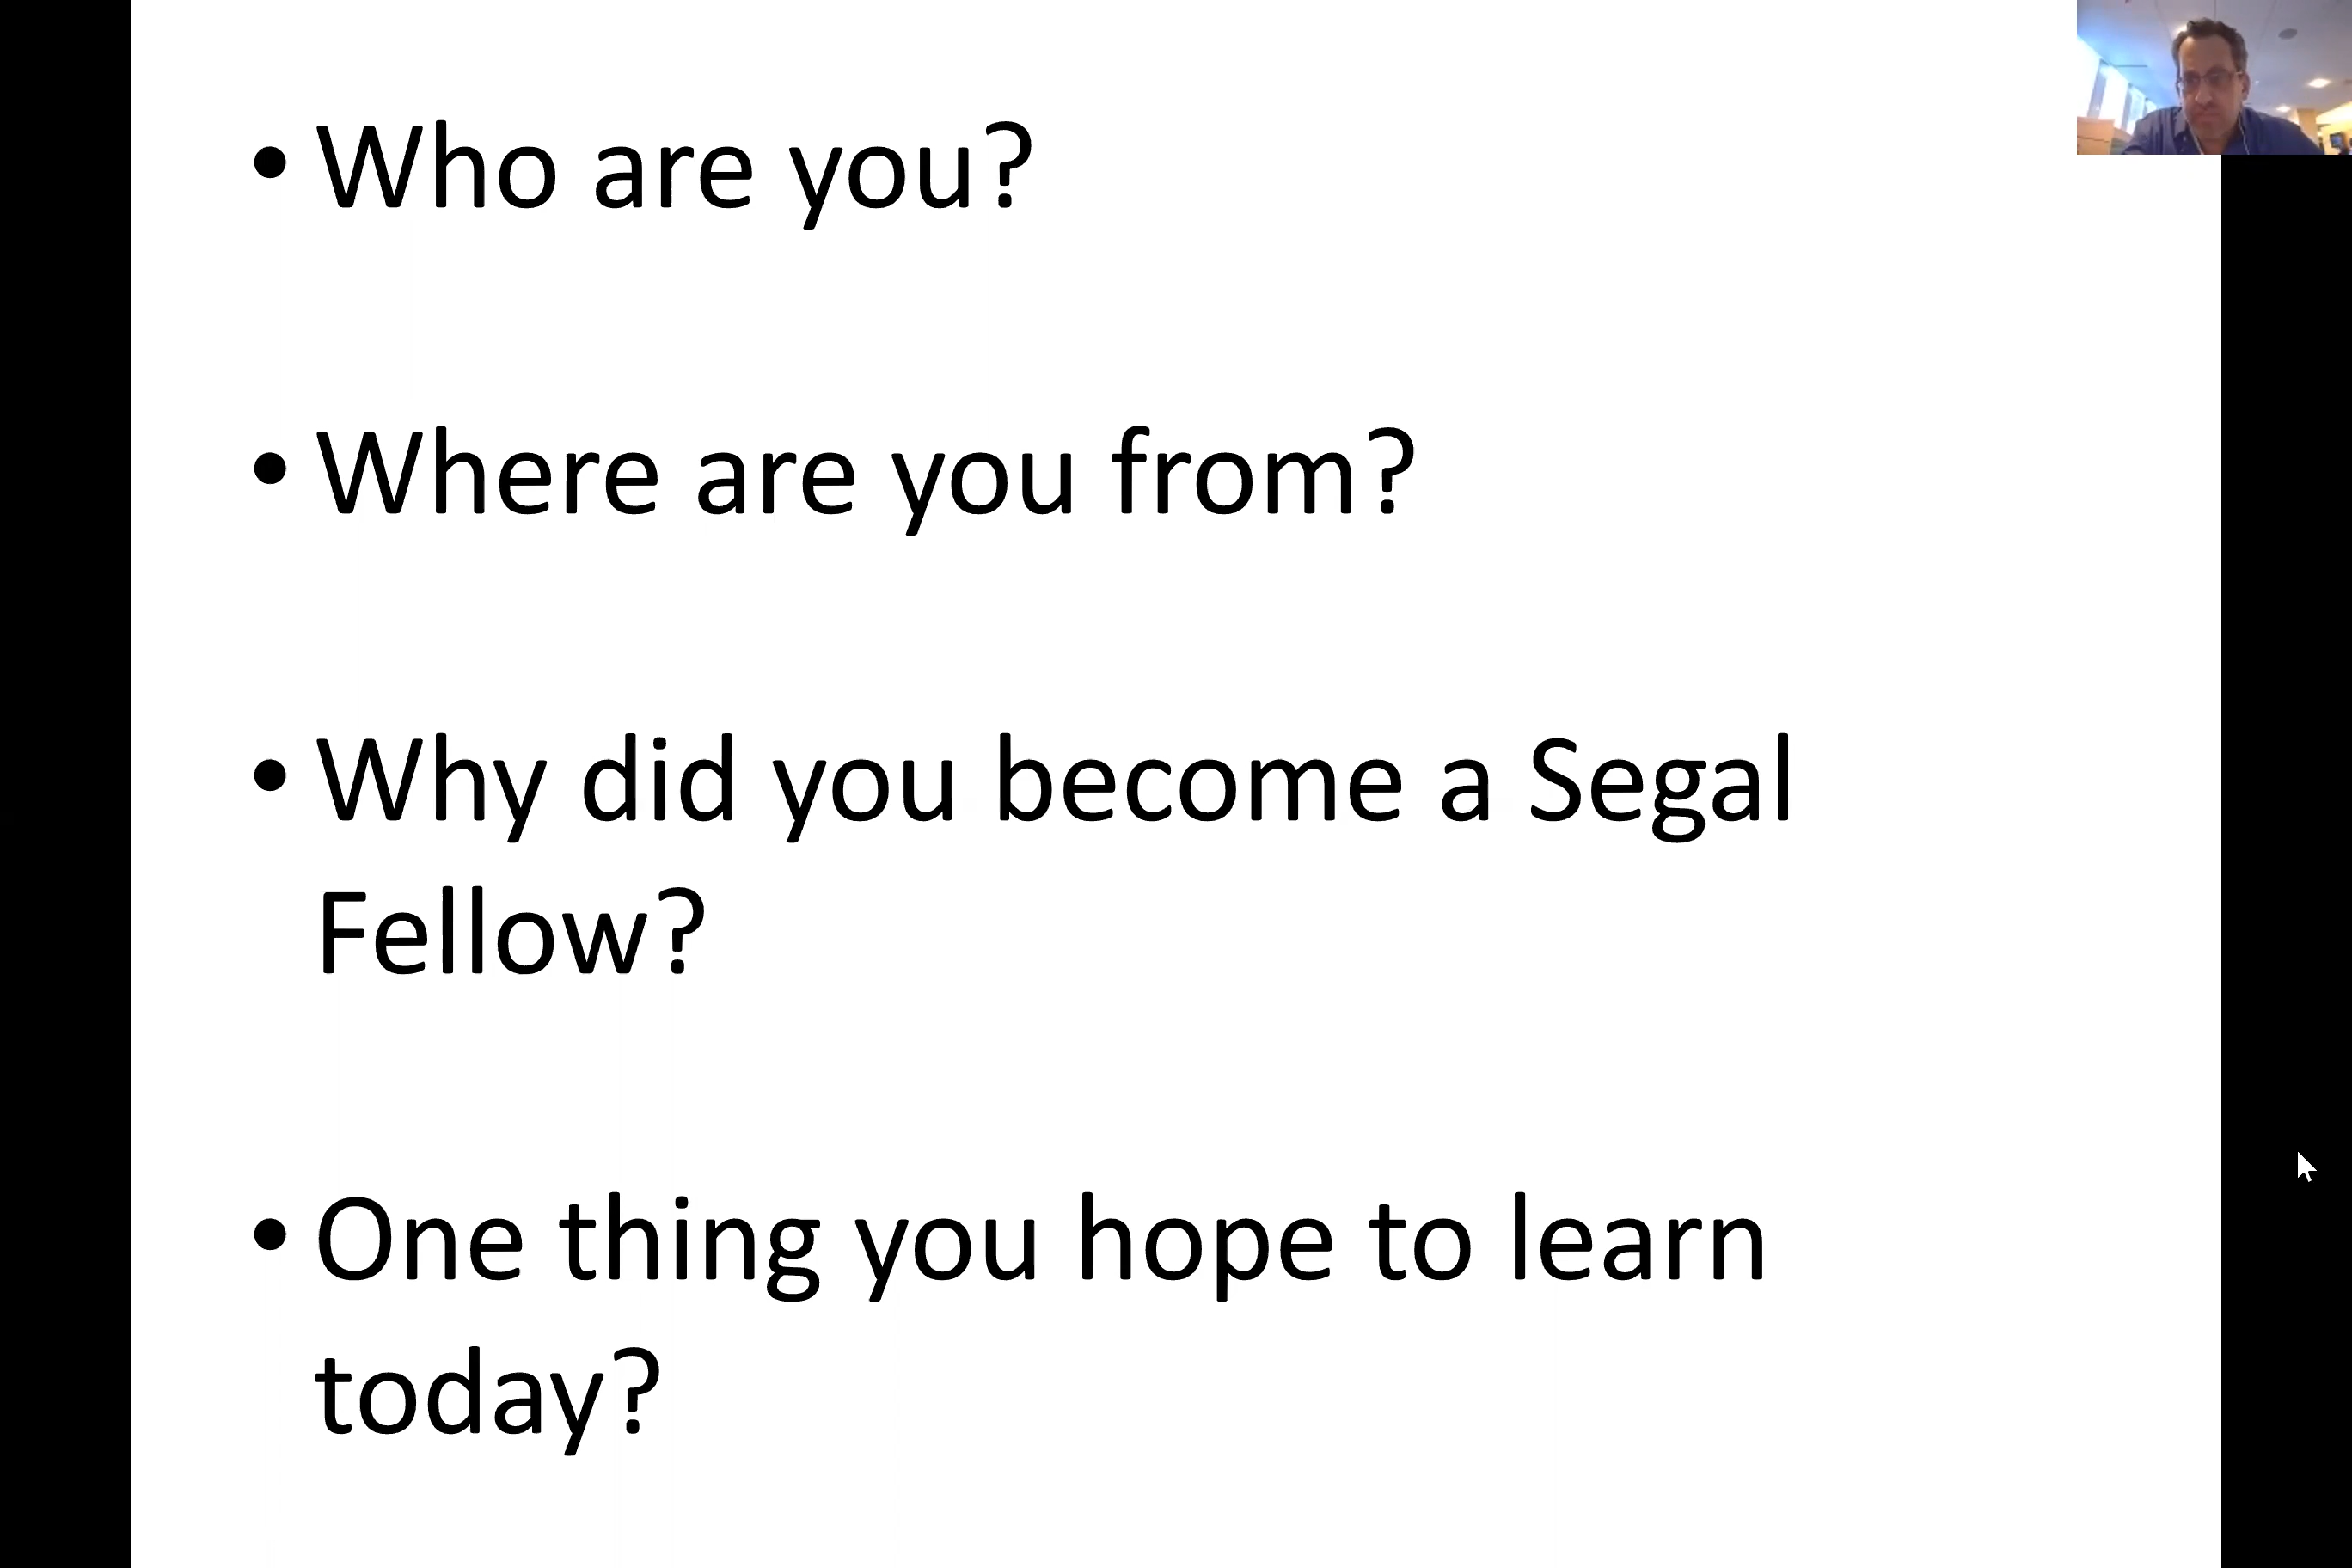 • Who are you?
• Where are you from?
• Why did you become a Segal
Fellow?
• One thing you hope to learn
today?